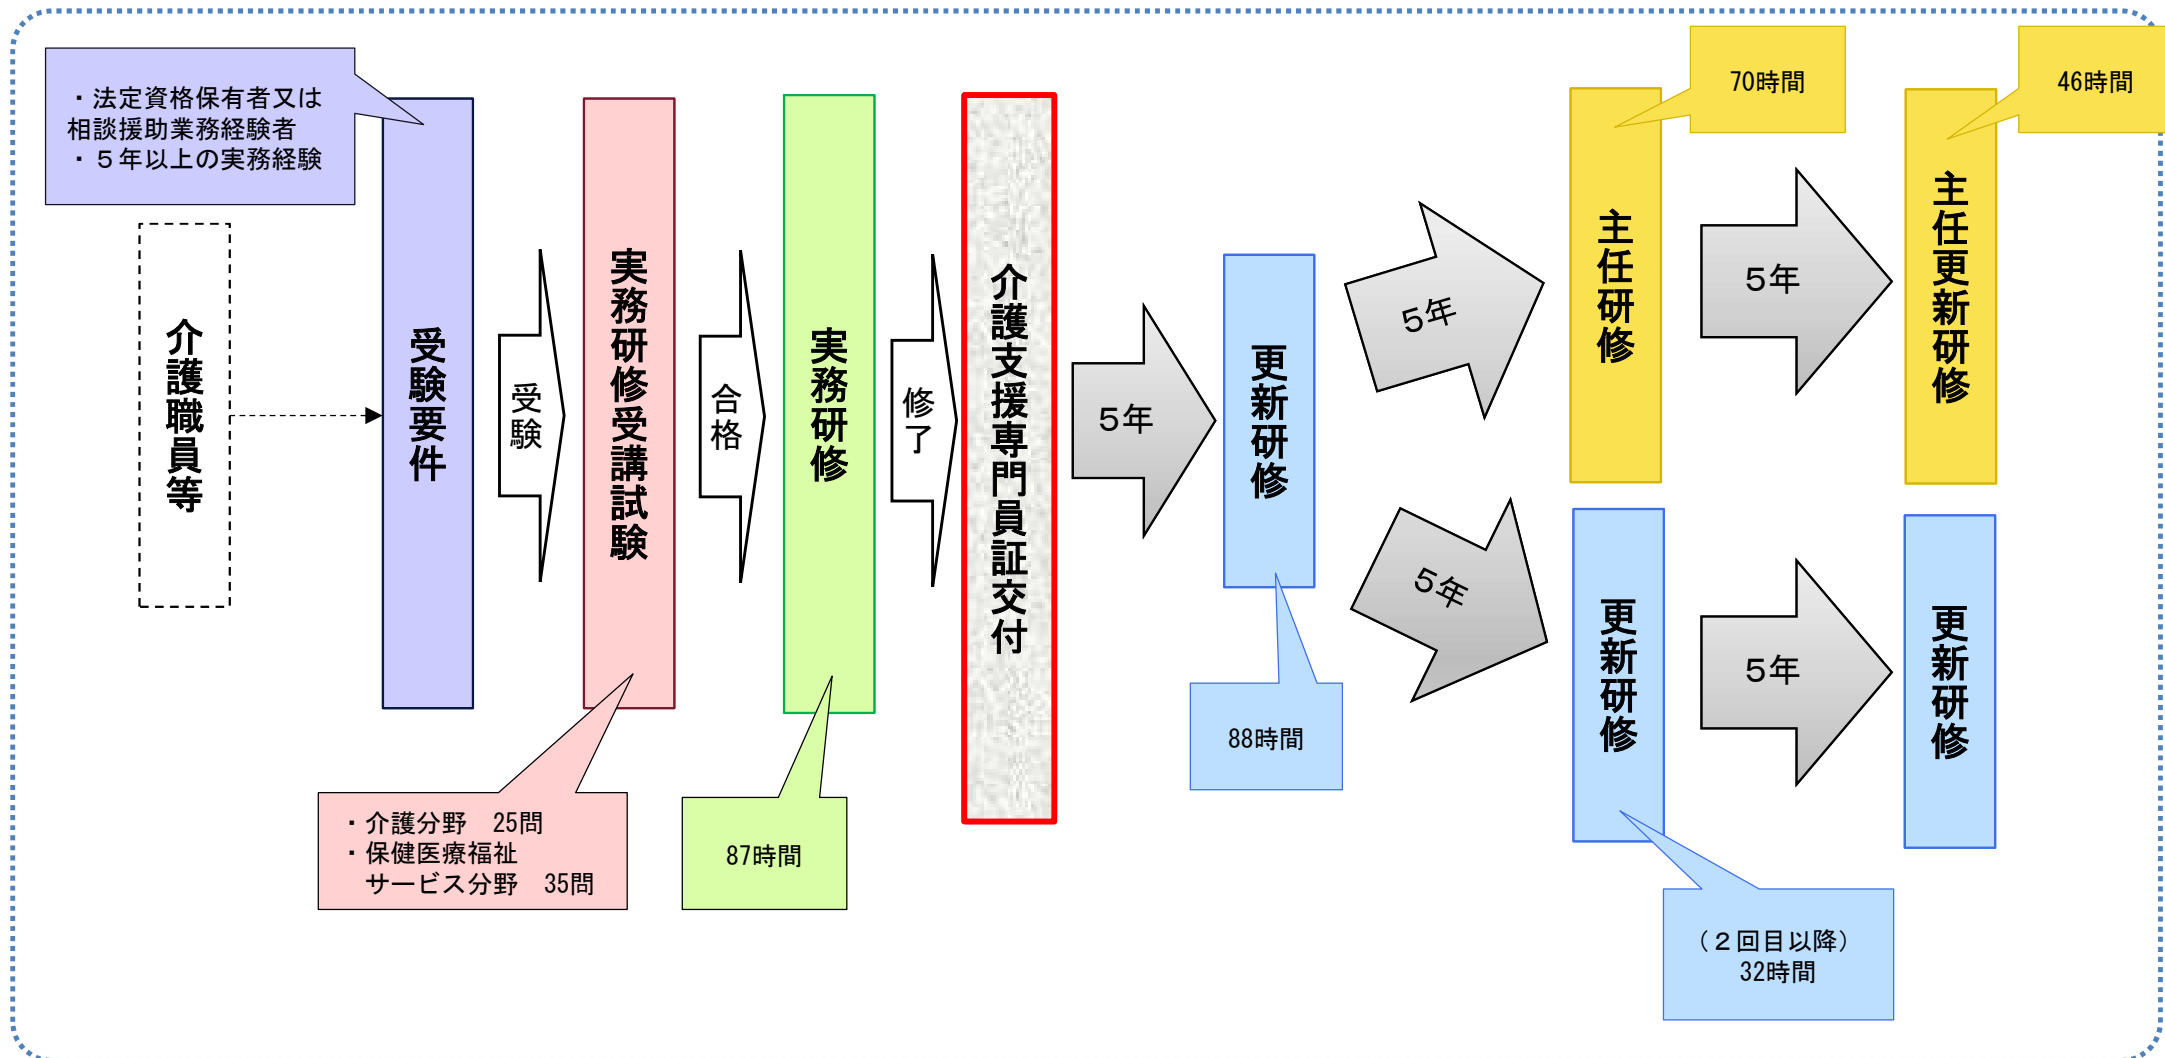 ・法定資格保有者又は
相談援助業務経験者
・５年以上の実務経験
介護職員等
受験要件
受験
実務研修受講試験
・介護分野　25問
・保健医療福祉
サービス分野　35問
合格
実務研修
87時間
修了
介護支援専門員証交付
５年
更新研修
88時間
５年
主任研修
70時間
５年
主任更新研修
46時間
５年
更新研修
（２回目以降）
32時間
５年
更新研修